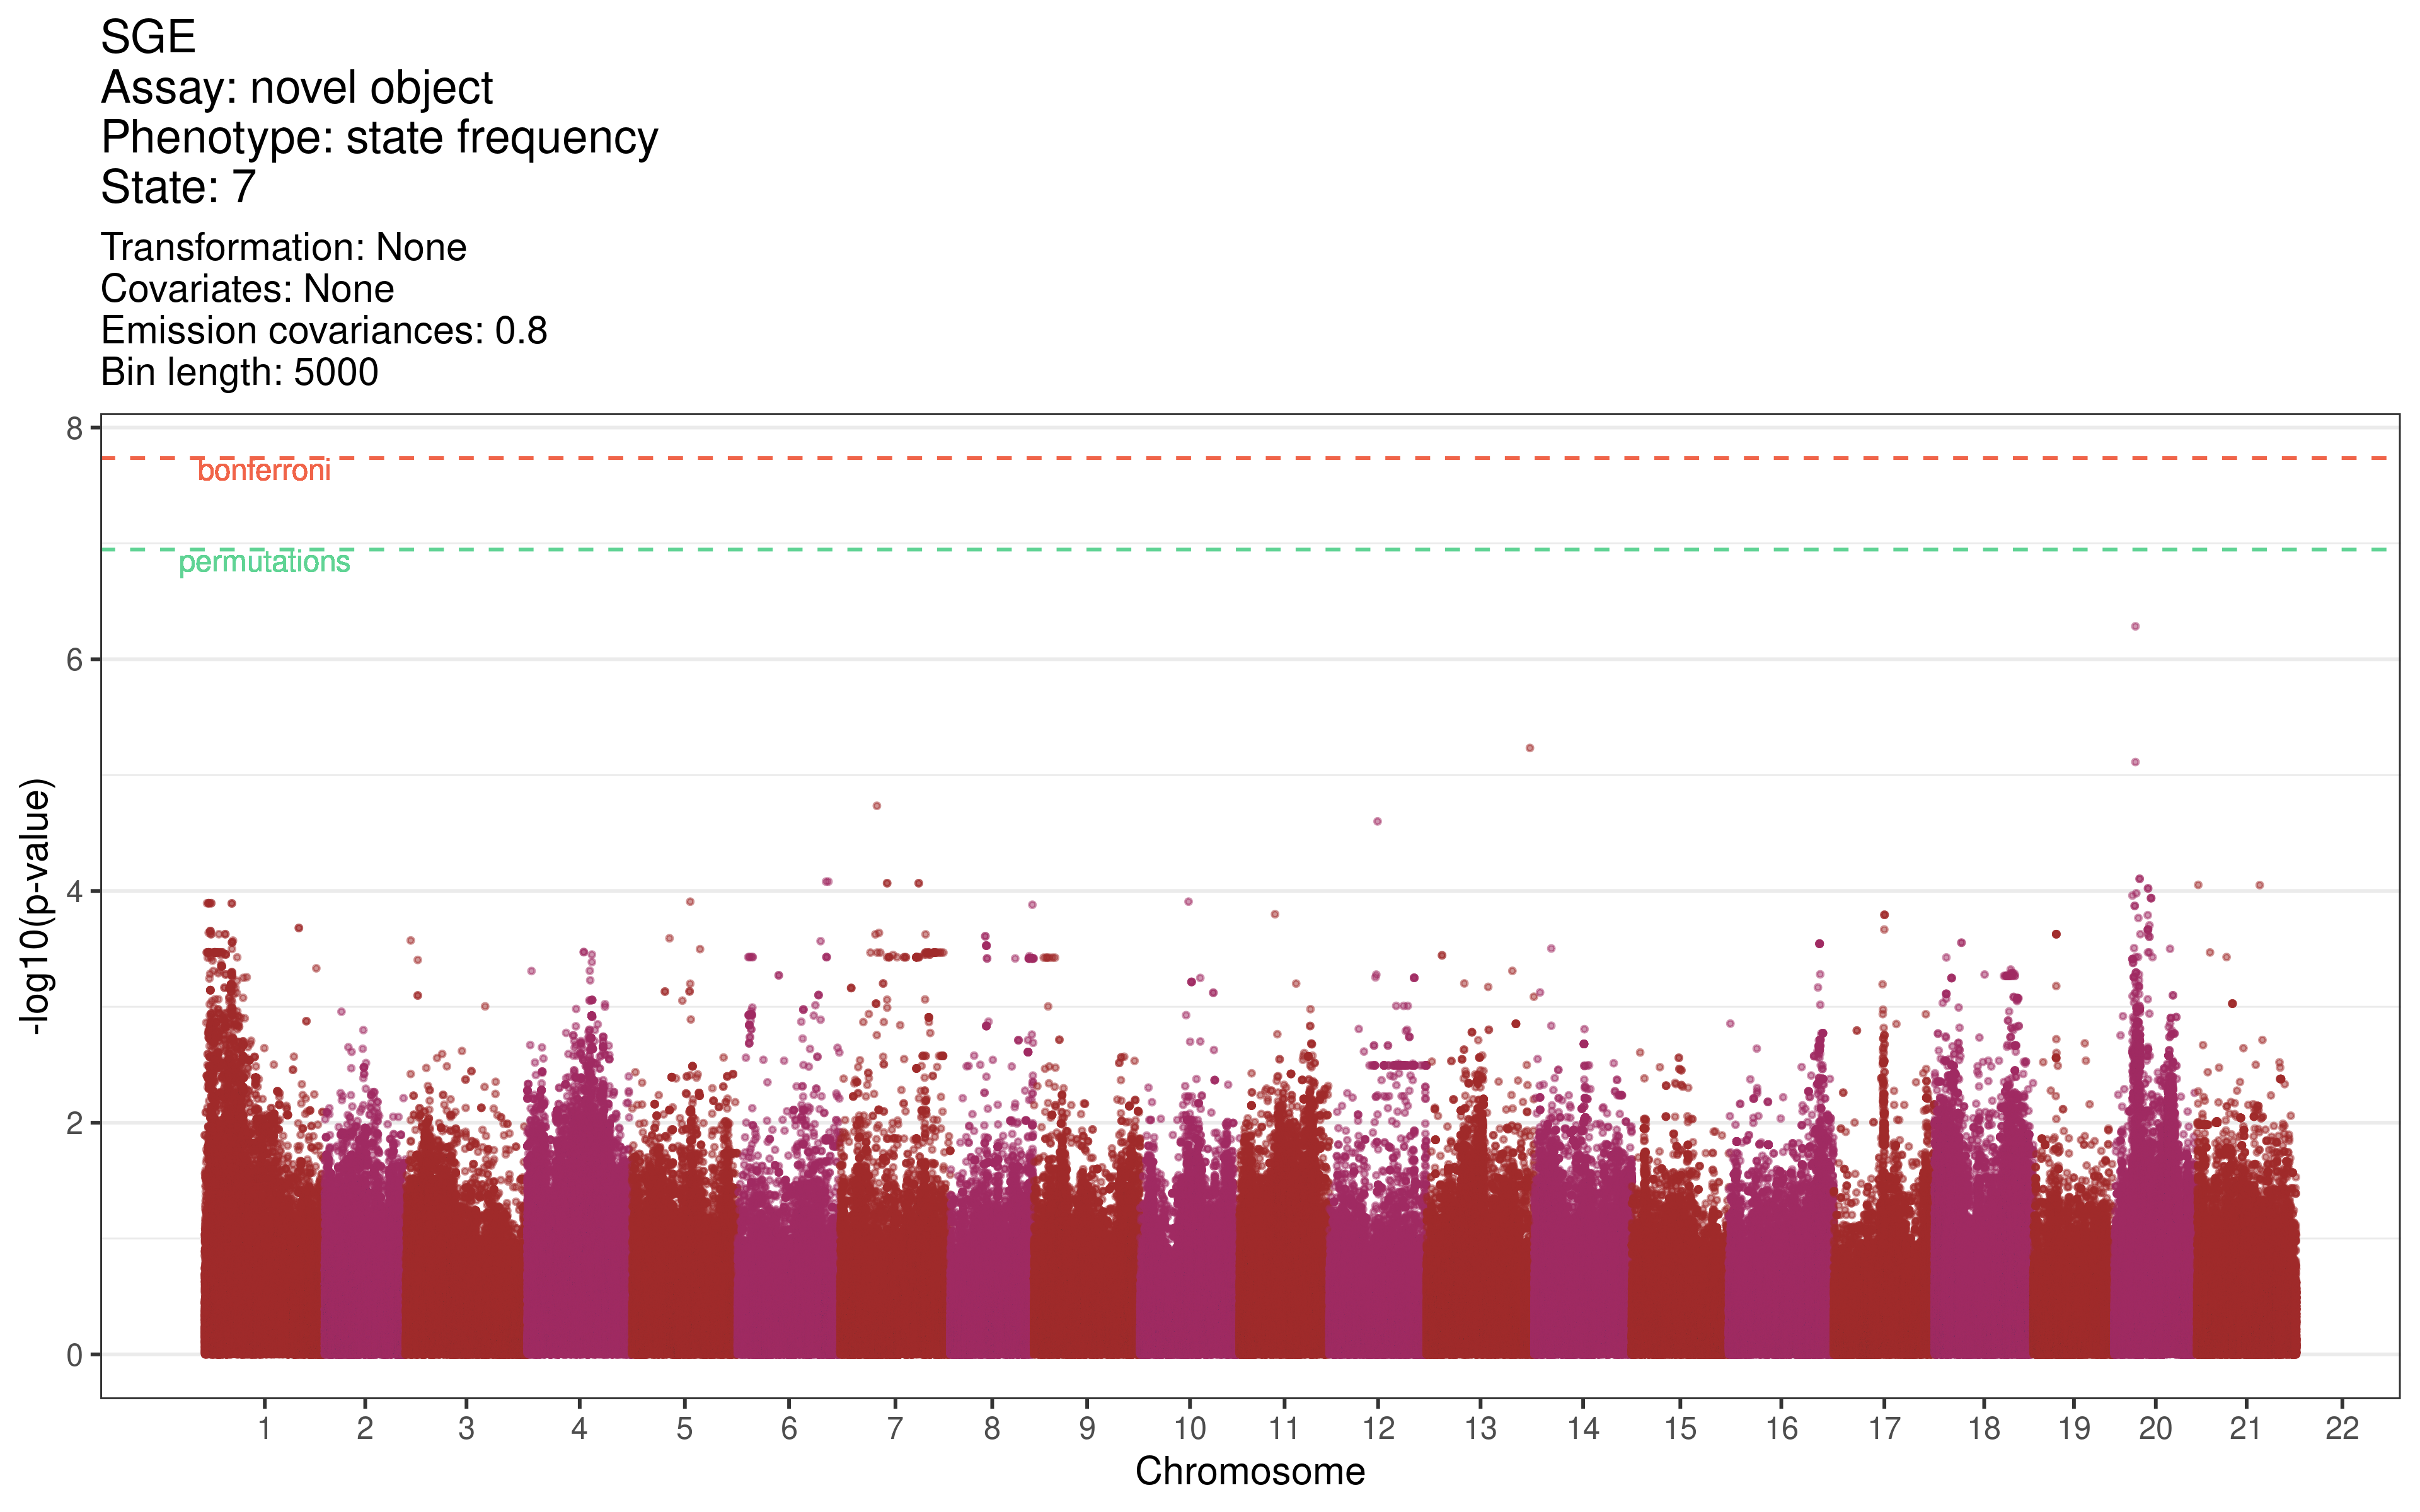 SGE
Assay: novel object
Phenotype: state frequency
State: 7
Transformation: None
Covariates: None
Emission covariances: 0.8
Bin length: 5000
8
bonferroni
permutations
6
4
2
0
-log10(p-value)
1 2 3 4 5 6 7 8 9 10 11 12 13 14 15 16 17 18 19 20 21 22
Chromosome